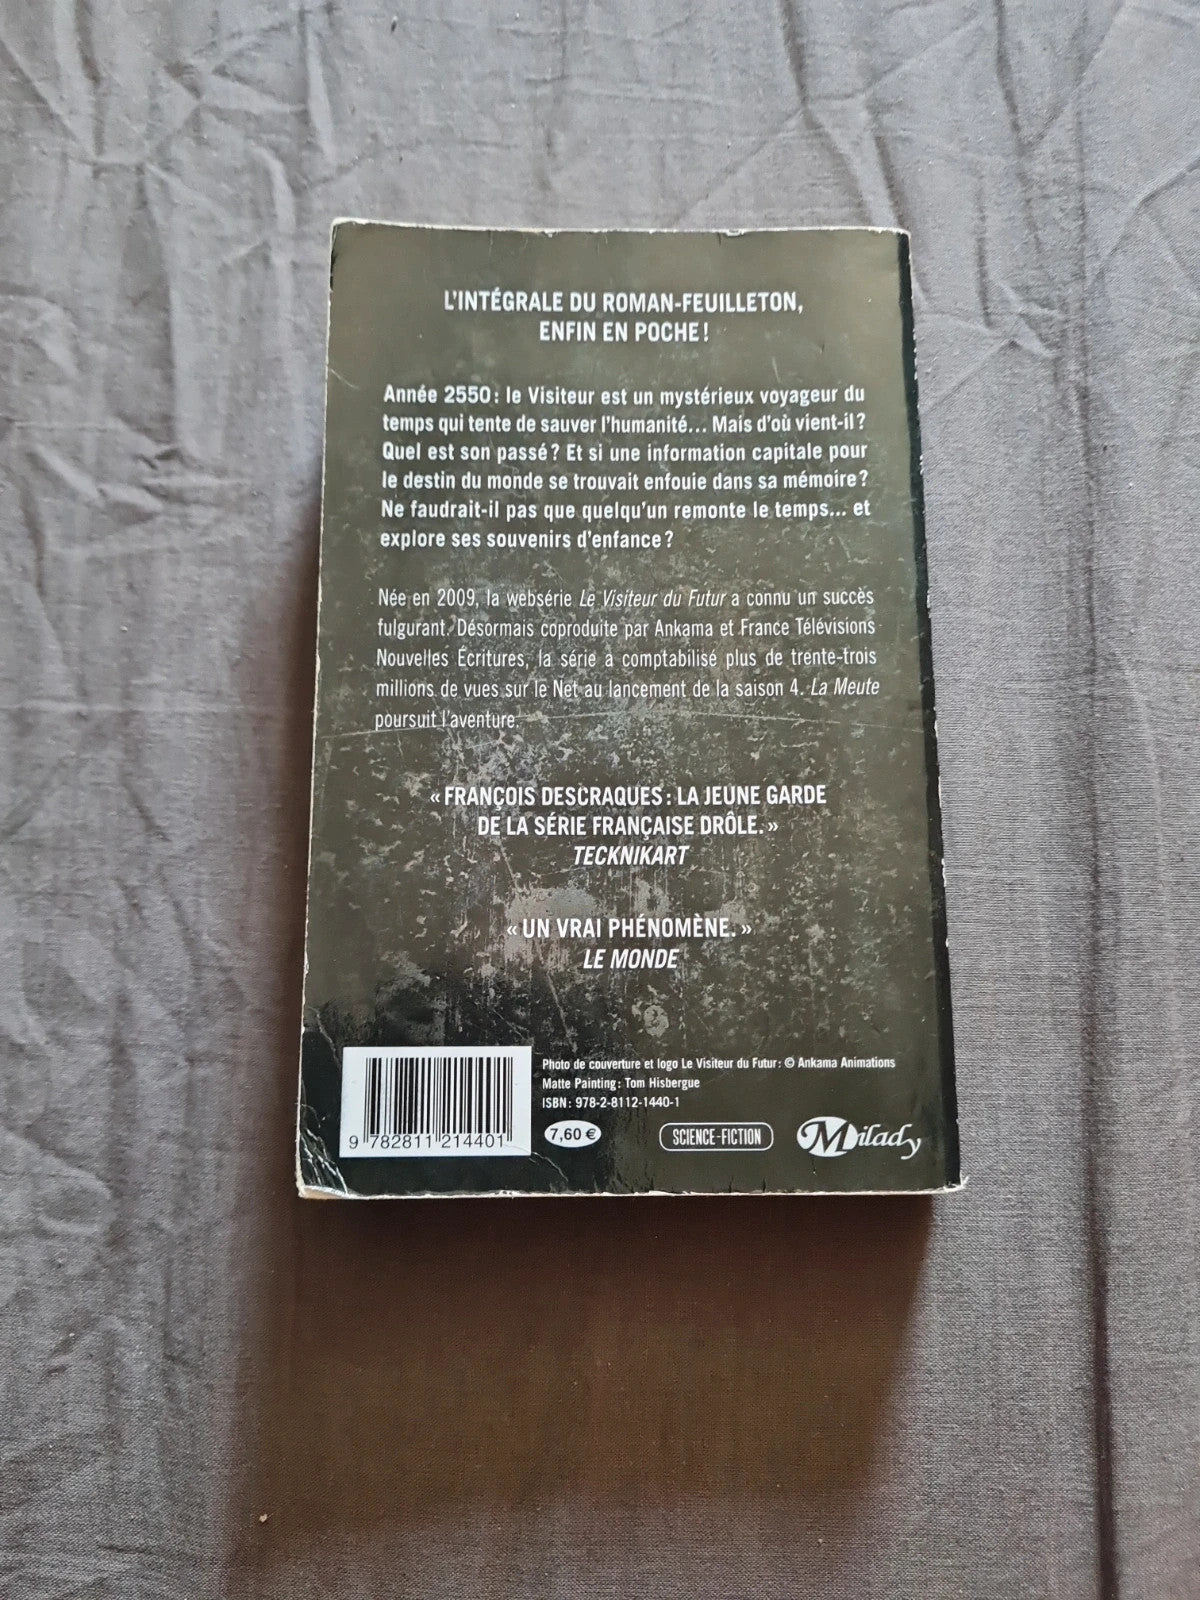 L'INTÉGRALE DU ROMAN-FEUILLETON,
ENFIN EN POCHE !
Année 2550 : le Visiteur est un mystérieux voyageur du
temps qui tente de sauver l'humanité... Mais d'où vient-il ?
Quel est son passé ? Et si une information capitale pour
le destin du monde se trouvait enfouie dans sa mémoire ?
Ne faudrait-il pas que quelqu'un remonte le temps... et
explore ses souvenirs d'enfance ?
Née en 2009, la websérie Le Visiteur du Futur a connu un succès
fulgurant. Désormais coproduite par Ankama et France Télévisions
Nouvelles Écritures, la série a comptabilisé plus de trente-trois
millions de vues sur le Net au lancement de la saison 4. La Meute
poursuit l'aventure.
« FRANÇOIS DESCRAQUES : LA JEUNE GARDE
DE LA SÉRIE FRANÇAISE DRÔLE. »
TECKNIKART
« UN VRAI PHÉNOMÈNE. »
LE MONDE
Photo de couverture et logo Le Visiteur du Futur : © Ankama Animations
Matte Painting : Tom Hisbergue
ISBN : 978-2-8112-1440-1
9 782811 214401
7,60 €
SCIENCE-FICTION
Milady